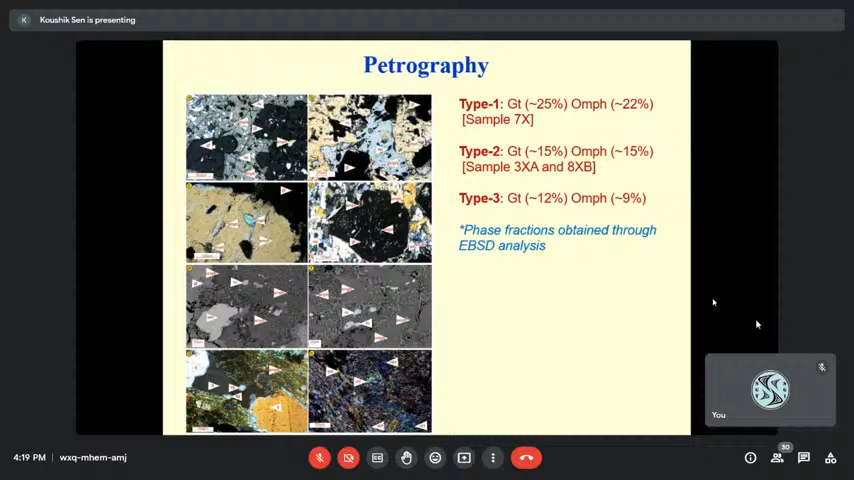 K Koushik Sen is presenting
Petrography
Type-1: Gt (~25%) Omph (~22%)
[Sample 7X]
Type-2: Gt (~15%) Omph (~15%)
[Sample 3XA and 8XB]
Type-3: Gt (~12%) Omph (~9%)
*Phase fractions obtained through
EBSD analysis
You
30
4:19 PM wxq-mhem-amj